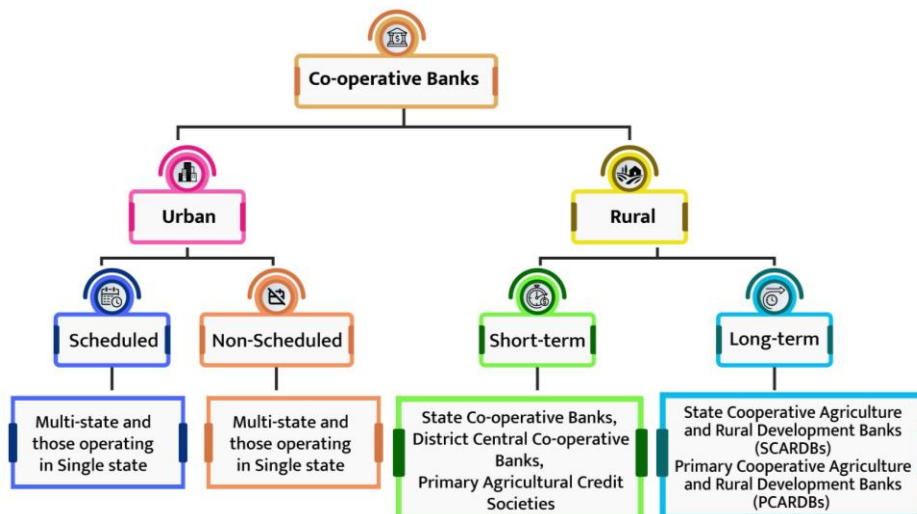 Co-operative Banks
Urban
Rural
Scheduled
Non-Scheduled
Short-term
Long-term
Multi-state and
those operating
in Single state
Multi-state and
those operating
in Single state
State Co-operative Banks,
District Central Co-operative
Banks,
Primary Agricultural Credit
Societies
State Cooperative Agriculture
and Rural Development Banks
(SCARDBs)
Primary Cooperative Agriculture
and Rural Development Banks
(PCARDBs)